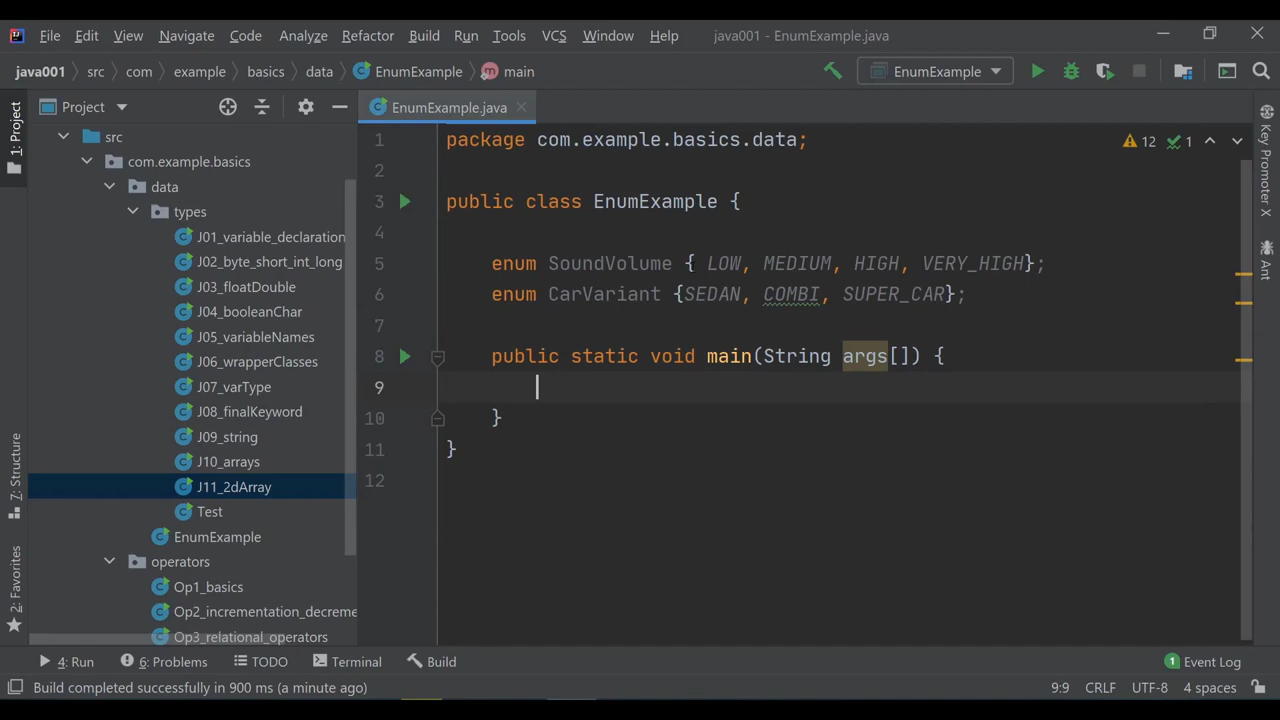 File Edit View Navigate Code Analyze Refactor Build Run Tools VCS Window Help java001 - EnumExample.java
java001 src com example basics data EnumExample main EnumExample
1: Project
Project
EnumExample.java
src
com.example.basics
data
types
J01_variable_declaration
J02_byte_short_int_long
J03_floatDouble
J04_booleanChar
J05_variableNames
J06_wrapperClasses
J07_varType
J08_finalKeyword
J09_string
J10_arrays
J11_2dArray
Test
EnumExample
operators
Op1_basics
Op2_incrementation_decreme
Op3_relational_operators
7: Structure
2: Favorites
1 package com.example.basics.data;
2
3 public class EnumExample {
4
5 enum SoundVolume { LOW, MEDIUM, HIGH, VERY_HIGH};
6 enum CarVariant {SEDAN, COMBI, SUPER_CAR};
7
8 public static void main(String args[]) {
9
10 }
11 }
12
12 1
Key Promoter X
Ant
4: Run 6: Problems TODO Terminal Build 1 Event Log
Build completed successfully in 900 ms (a minute ago) 9:9 CRLF UTF-8 4 spaces